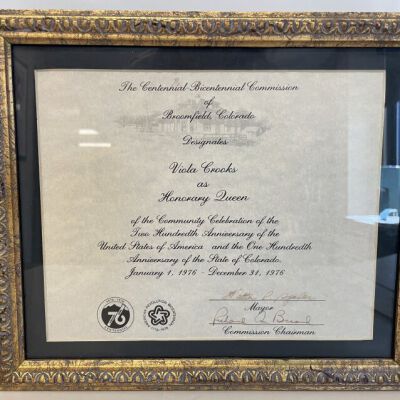 The Centennial Bicentennial Commission
of
Broomfield, Colorado
Designates
Viola Crooks
as
Honorary Queen
of the Community Celebration of the
Two Hundredth Anniversary of the
United States of America and the One Hundredth
Anniversary of the State of Colorado.
January 1, 1976 - December 31, 1976
Mayor
Commission Chairman
76